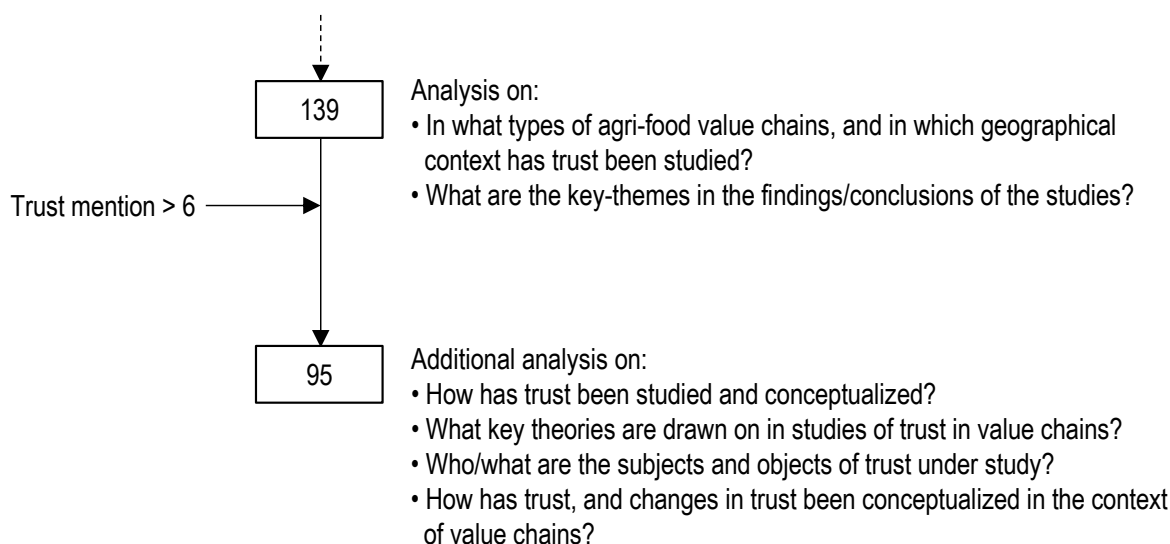 139
Analysis on:
• In what types of agri-food value chains, and in which geographical
context has trust been studied?
• What are the key-themes in the findings/conclusions of the studies?
Trust mention > 6
95
Additional analysis on:
• How has trust been studied and conceptualized?
• What key theories are drawn on in studies of trust in value chains?
• Who/what are the subjects and objects of trust under study?
• How has trust, and changes in trust been conceptualized in the context
of value chains?